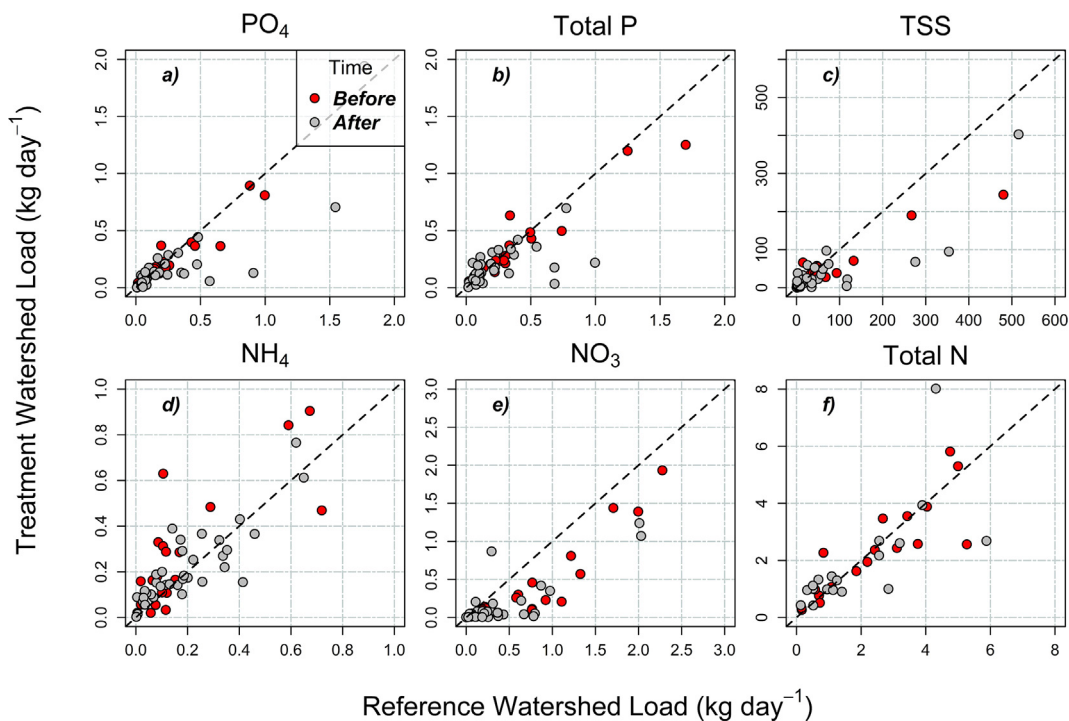 PO₄
Total P
TSS
a)
Time
Before
After
2.0
1.5
1.0
0.5
0.0
0.0 0.5 1.0 1.5 2.0
b)
2.0
1.5
1.0
0.5
0.0
0.0 0.5 1.0 1.5 2.0
c)
500
300
100
0
0 100 200 300 400 500 600
NH₄
NO₃
Total N
d)
1.0
0.8
0.6
0.4
0.2
0.0
0.0 0.2 0.4 0.6 0.8 1.0
e)
3.0
2.5
2.0
1.5
1.0
0.5
0.0
0.0 0.5 1.0 1.5 2.0 2.5 3.0
f)
8
6
4
2
0
0 2 4 6 8
Treatment Watershed Load (kg day⁻¹)
Reference Watershed Load (kg day⁻¹)